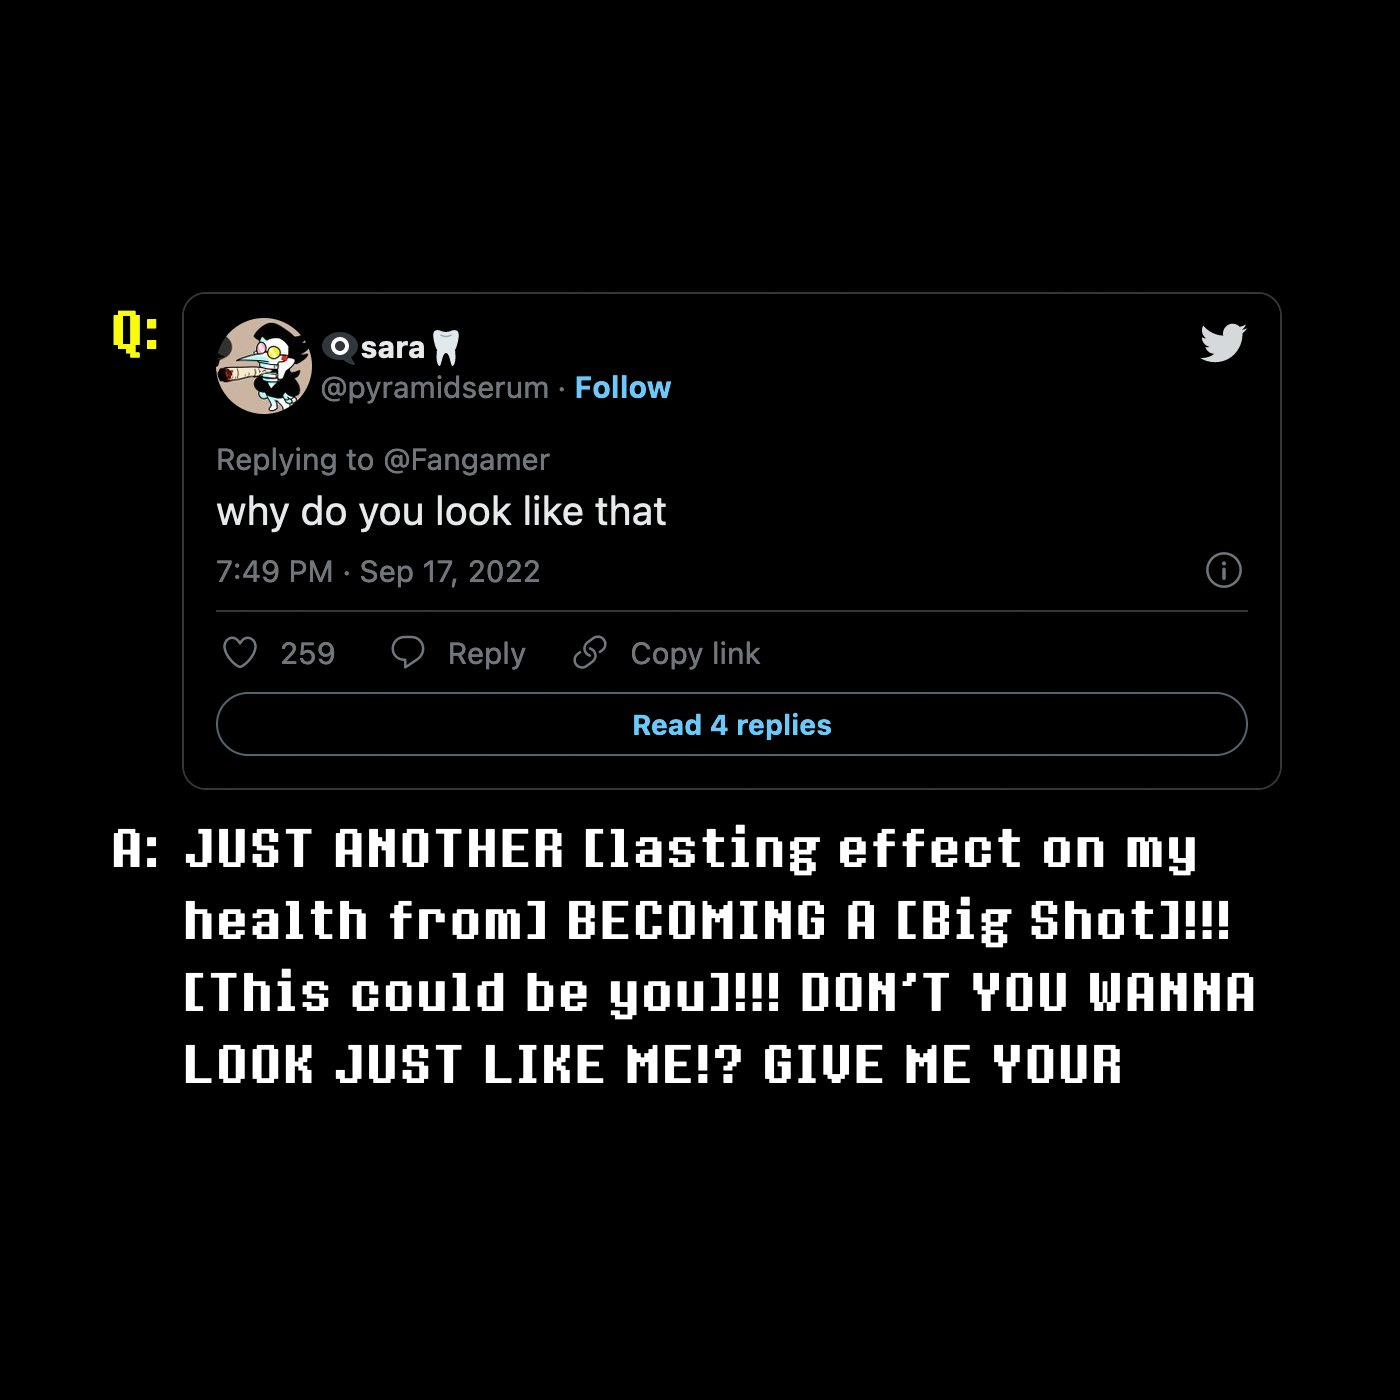 Q:
👁️‍🗨️sara🦷
@pyramidserum · Follow
Replying to @Fangamer
why do you look like that
7:49 PM · Sep 17, 2022
259 Reply Copy link
Read 4 replies
A: JUST ANOTHER [lasting effect on my
health from] BECOMING A [Big Shot]!!!
[This could be you]!!! DON'T YOU WANNA
LOOK JUST LIKE ME!? GIVE ME YOUR